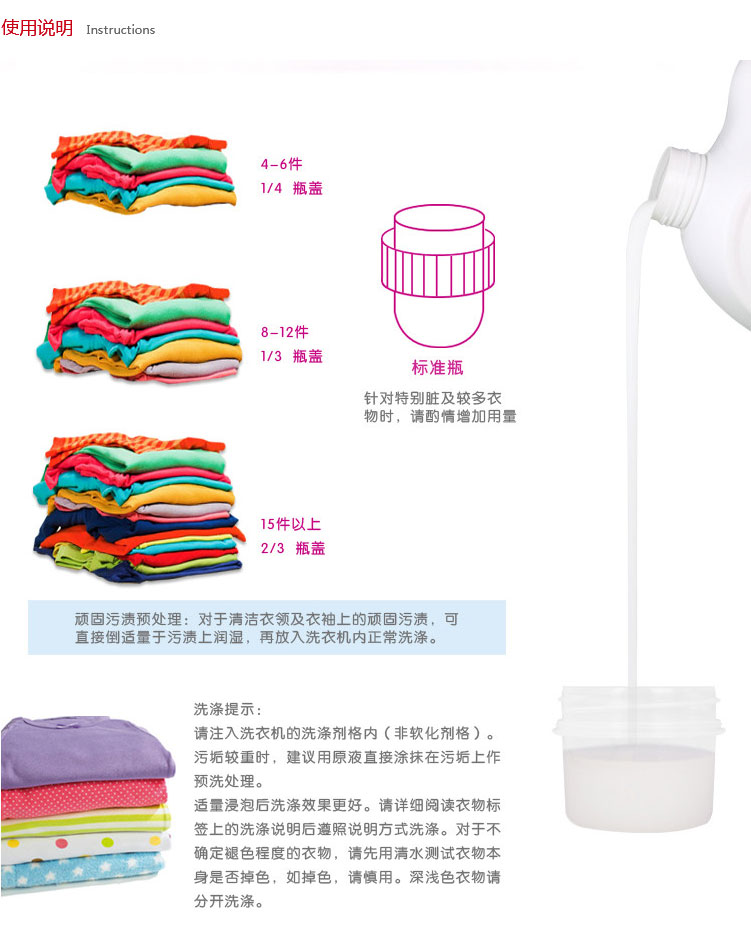 使用说明 Instructions
4-6件
1/4 瓶盖
8-12件
1/3 瓶盖
标准瓶
针对特别脏及较多衣
物时，请酌情增加用量
15件以上
2/3 瓶盖
顽固污渍预处理：对于清洁衣领及衣袖上的顽固污渍，可
直接倒适量于污渍上润湿，再放入洗衣机内正常洗涤。
洗涤提示：
请注入洗衣机的洗涤剂格内（非软化剂格）。
污垢较重时，建议用原液直接涂抹在污垢上作
预洗处理。
适量浸泡后洗涤效果更好。请详细阅读衣物标
签上的洗涤说明后遵照说明方式洗涤。对于不
确定褪色程度的衣物，请先用清水测试衣物本
身是否掉色，如掉色，请慎用。深浅色衣物请
分开洗涤。